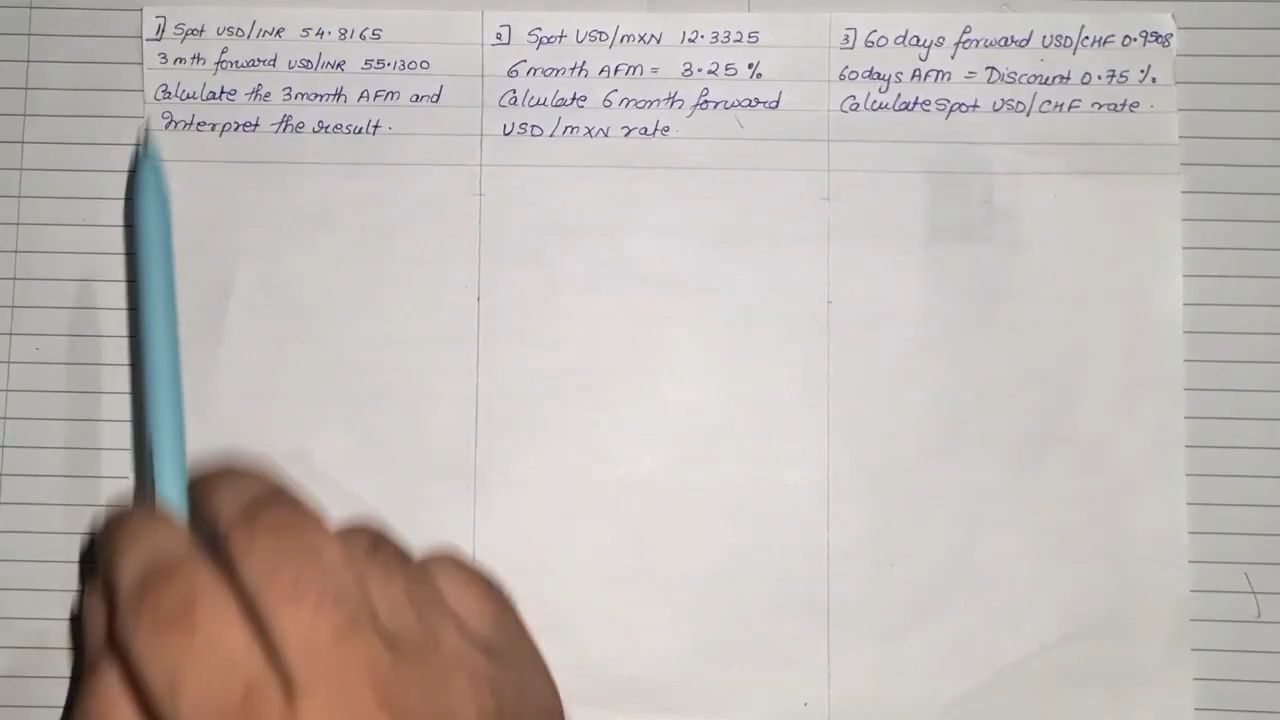 1] Spot USD/INR 54.8165
3 mth forward USD/INR 55.1300
Calculate the 3month AFM and
Interpret the result.
2] Spot USD/MXN 12.3325
6 month AFM = 3.25 %
Calculate 6 month forward
USD/MXN rate.
3] 60 days forward USD/CHF 0.9508
60days AFM = Discount 0.75 %.
Calculate Spot USD/CHF rate.